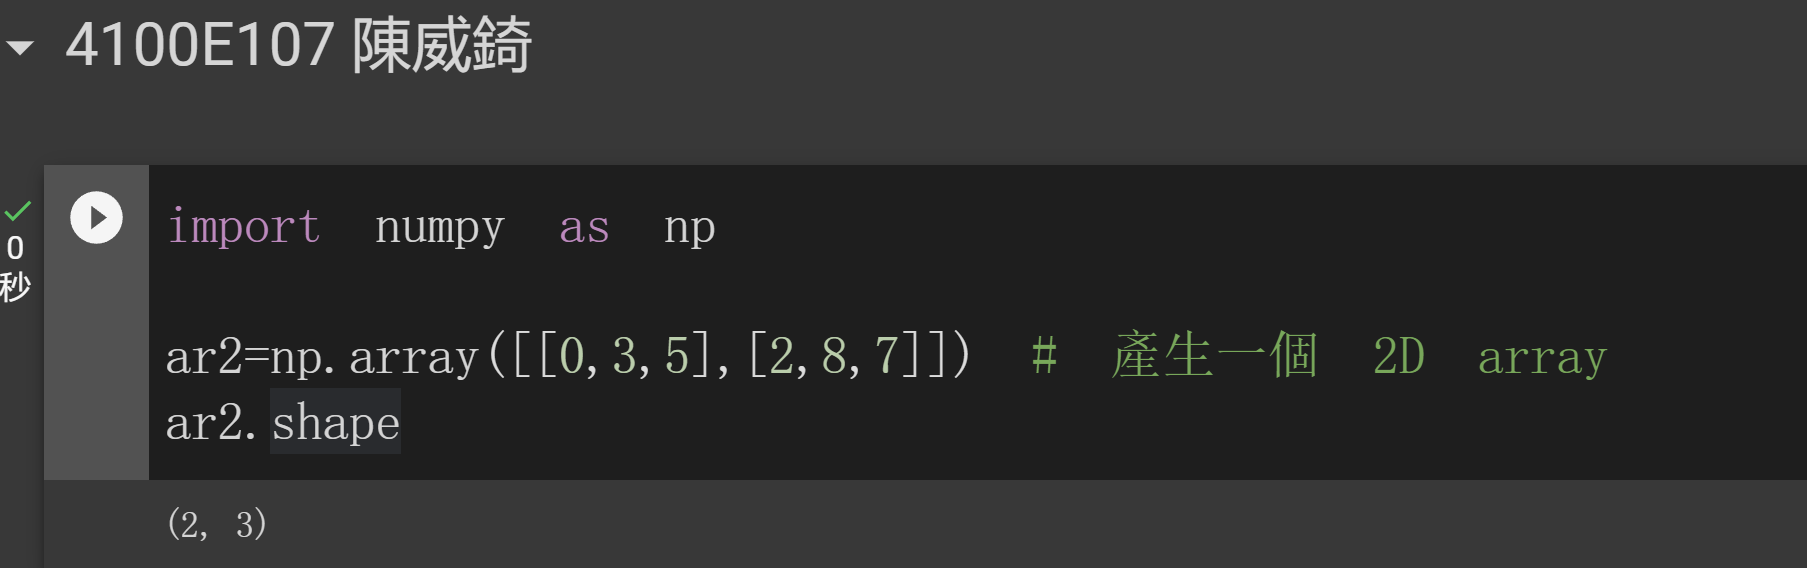 4100E107 陳威錡
import numpy as np
0
秒
ar2=np.array([[0,3,5],[2,8,7]]) # 產生一個 2D array
ar2.shape
(2, 3)